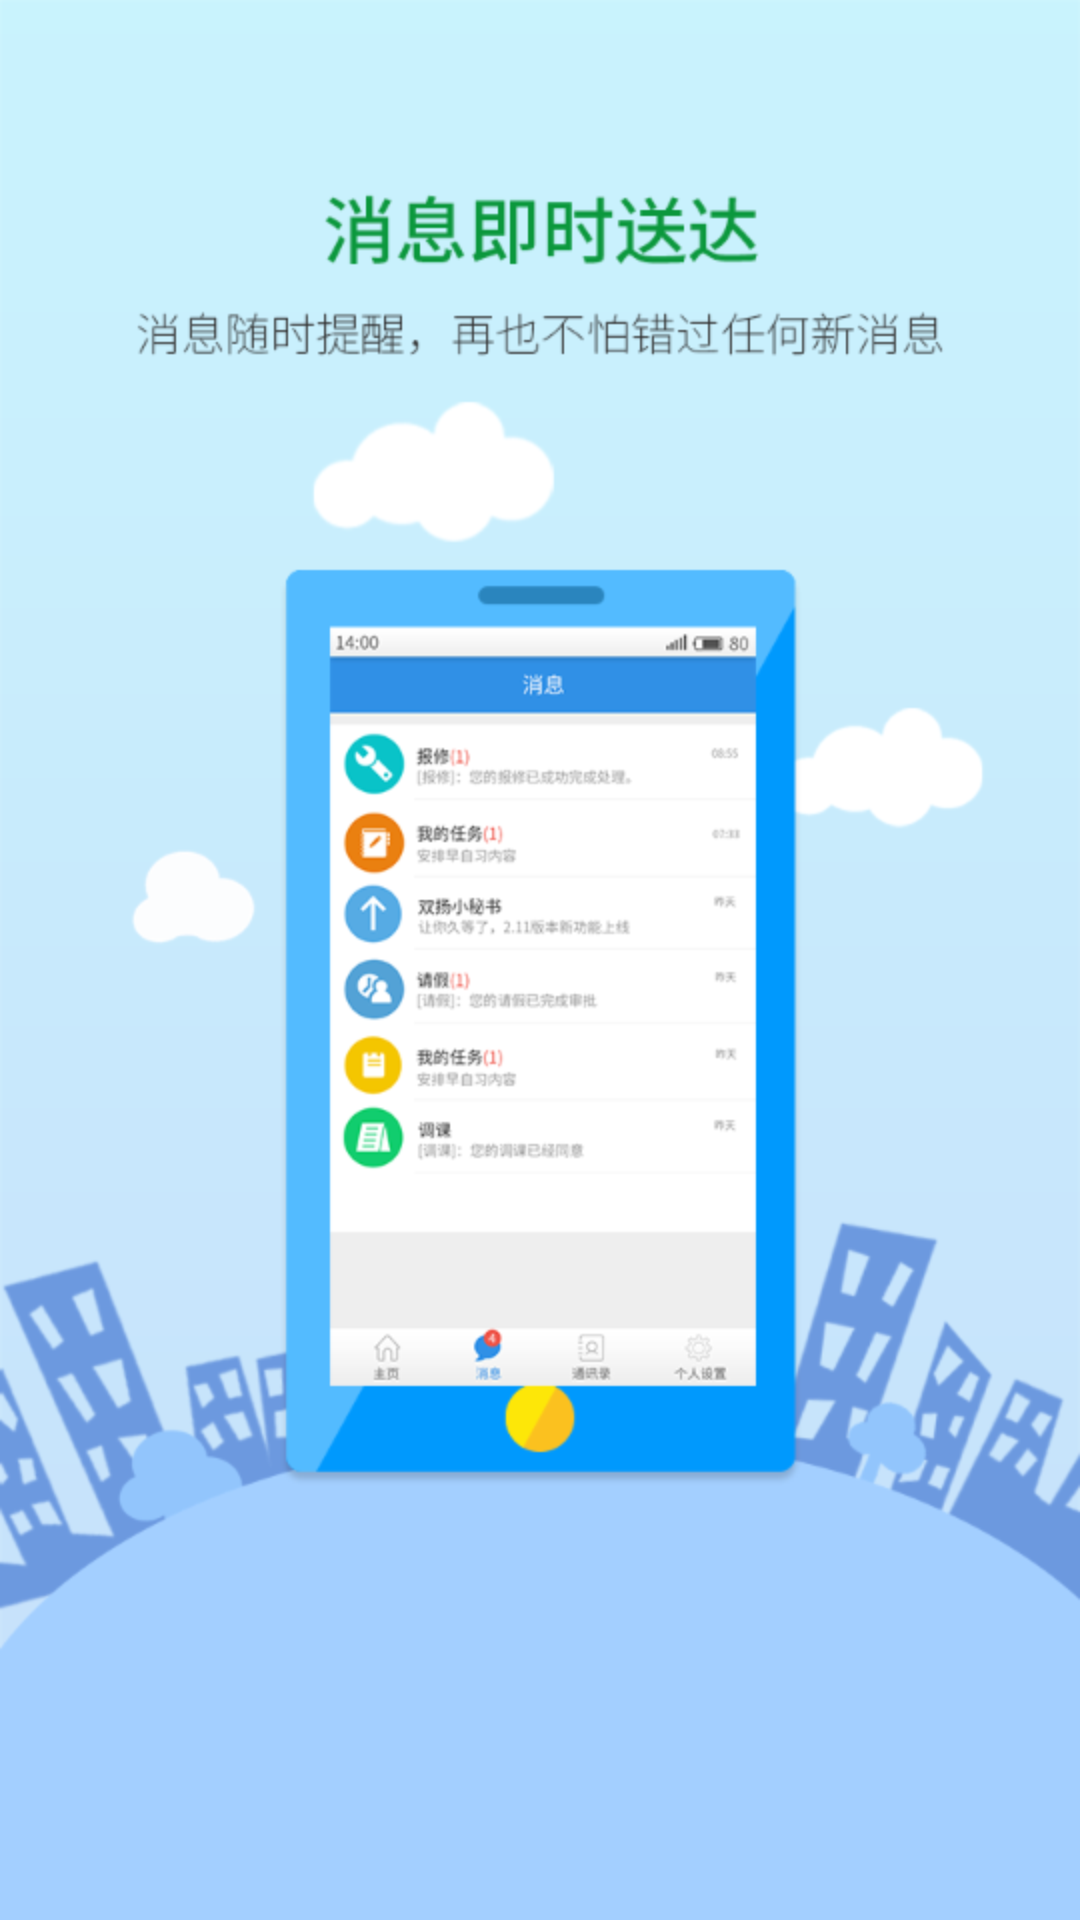 消息即时送达
消息随时提醒，再也不怕错过任何新消息
14:00 80
消息
报修(1) 08:55
[报修]：您的报修已成功完成处理。
我的任务(1) 07:33
安排早自习内容
双扬小秘书 昨天
让你久等了，2.11版本新功能上线
请假(1) 昨天
[请假]：您的请假已完成审批
我的任务(1) 昨天
安排早自习内容
调课 昨天
[调课]：您的调课已经同意
4
主页 消息 通讯录 个人设置